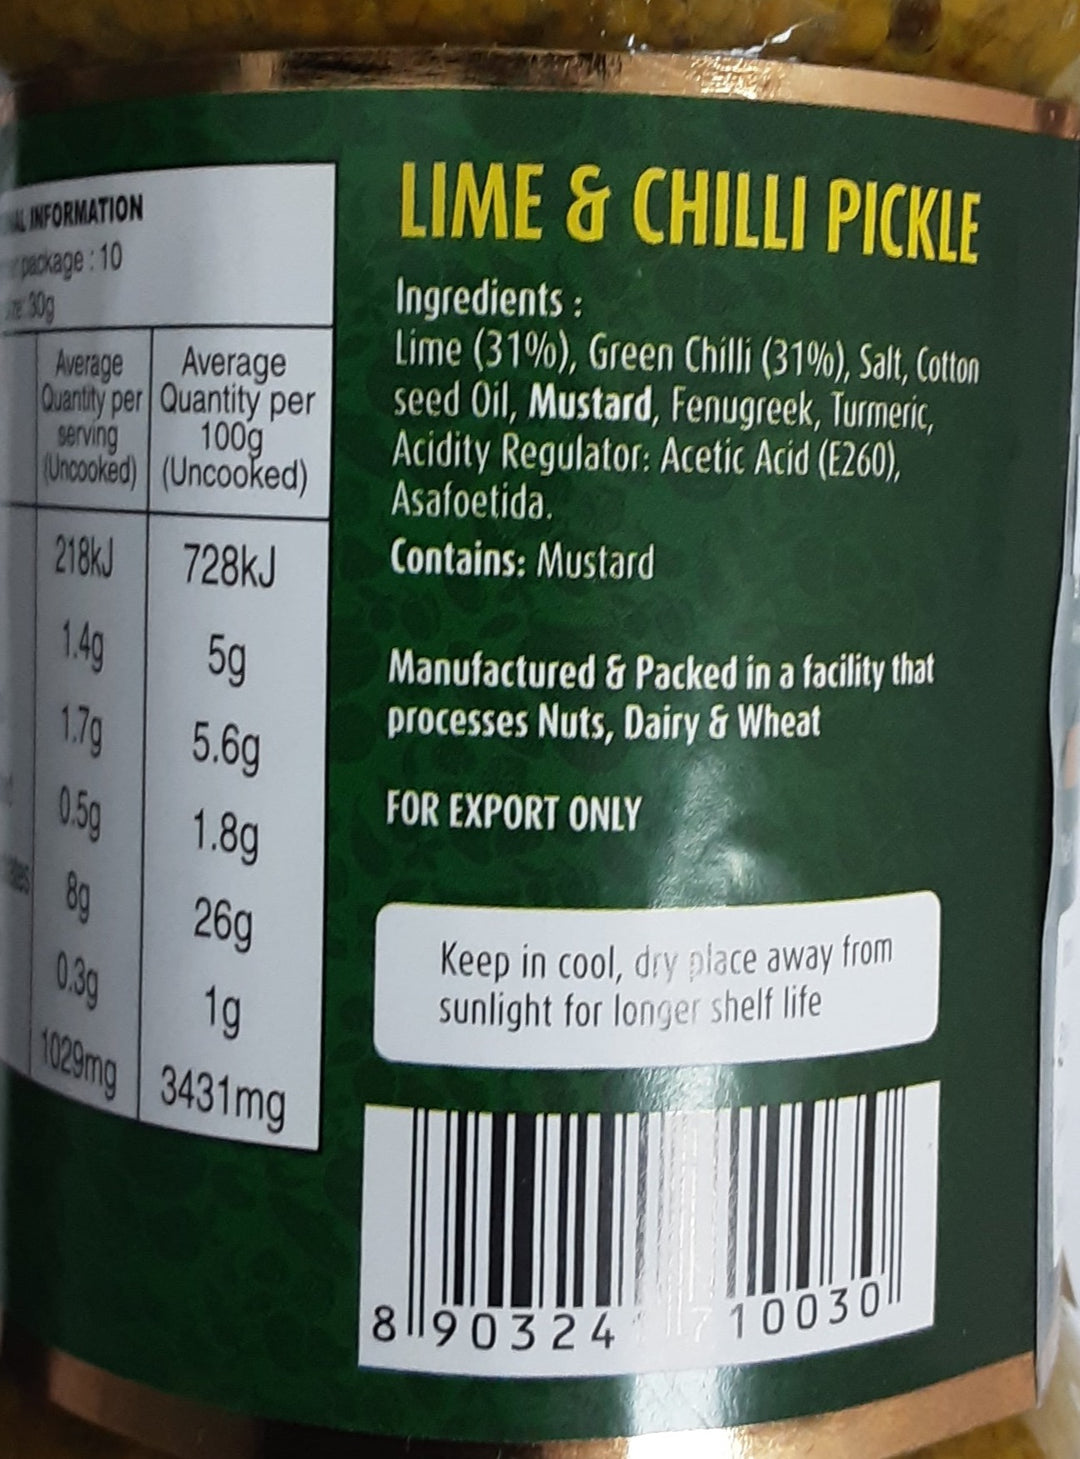 INFORMATION
package : 10
30g
Average Quantity per serving (Uncooked)
Average Quantity per 100g (Uncooked)
218kJ 728kJ
1.4g 5g
1.7g 5.6g
0.5g 1.8g
8g 26g
0.3g 1g
1029mg 3431mg
LIME & CHILLI PICKLE
Ingredients :
Lime (31%), Green Chilli (31%), Salt, Cotton
seed Oil, Mustard, Fenugreek, Turmeric,
Acidity Regulator: Acetic Acid (E260),
Asafoetida.
Contains: Mustard
Manufactured & Packed in a facility that
processes Nuts, Dairy & Wheat
FOR EXPORT ONLY
Keep in cool, dry place away from
sunlight for longer shelf life
8 90324 710030